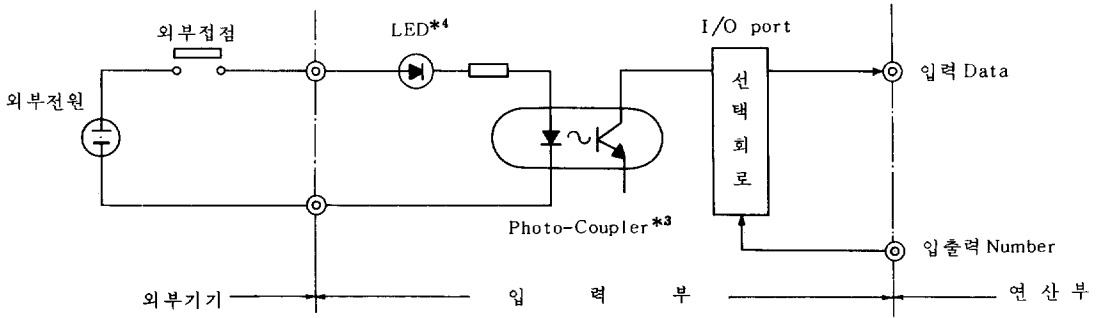 외부접점
LED*4
I/O port
외부전원
선택회로
입력 Data
Photo-Coupler*3
입출력 Number
외부기기
입력부
연산부